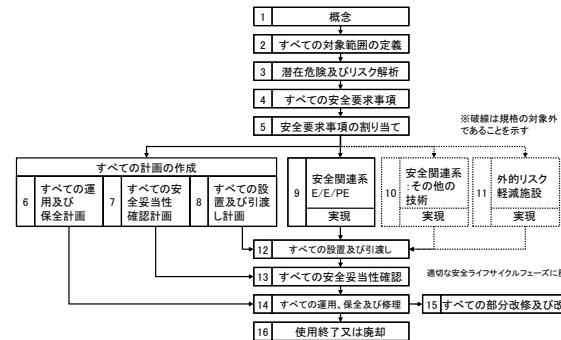 1 概念
2 すべての対象範囲の定義
3 潜在危険及びリスク解析
4 すべての安全要求事項
5 安全要求事項の割り当て
※破線は規格の対象外
であることを示す
すべての計画の作成
6 すべての運
用及び
保全計画
7 すべての安
全妥当性
確認計画
8 すべての設
置及び引渡
し計画
9 安全関連系
E/E/PE
実現
10 安全関連系
:その他の
技術
実現
11 外的リスク
軽減施設
実現
12 すべての設置及び引渡し
適切な安全ライフサイクルフェーズに
13 すべての安全妥当性確認
14 すべての運用、保全及び修理
15 すべての部分改修及び改
16 使用終了又は廃却